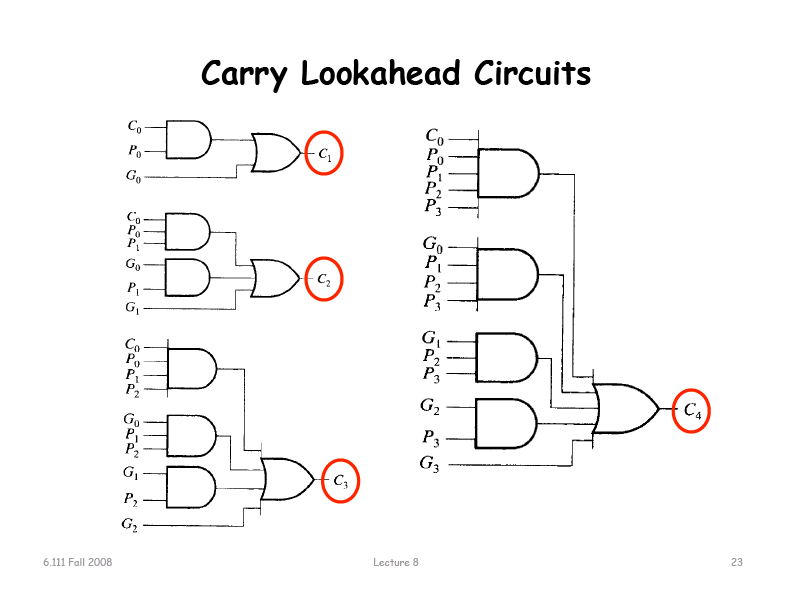 Carry Lookahead Circuits
C0
P0
G0
C1
C0
P0
P1
G0
P1
G1
C2
C0
P0
P1
P2
G0
P1
P2
G1
P2
G2
C3
C0
P0
P1
P2
P3
G0
P1
P2
P3
G1
P2
P3
G2
P3
G3
C4
6.111 Fall 2008
Lecture 8
23